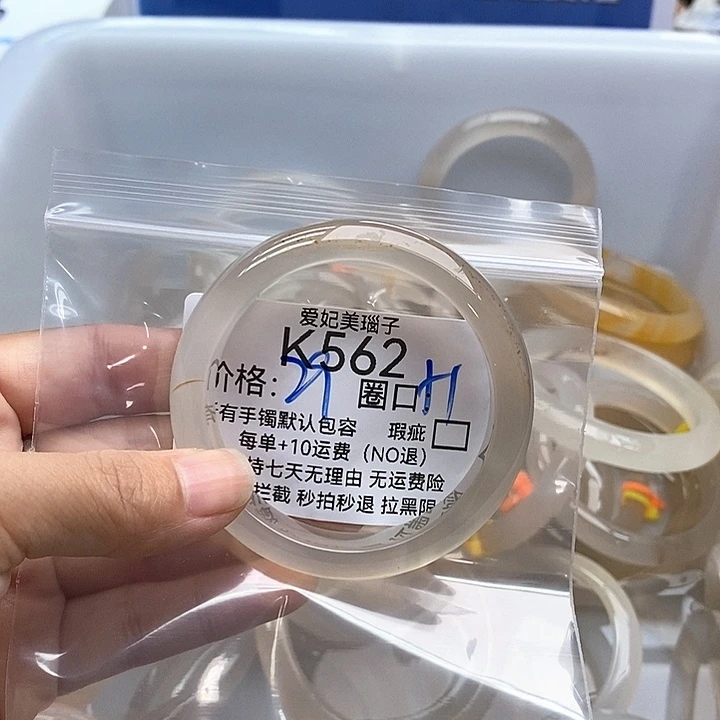 爱妃美瑙子
K562
价格：29 圈口H
有手镯默认包容 瑕疵
每单+10运费（NO退）
持七天无理由 无运费险
拦截 秒拍秒退 拉黑限